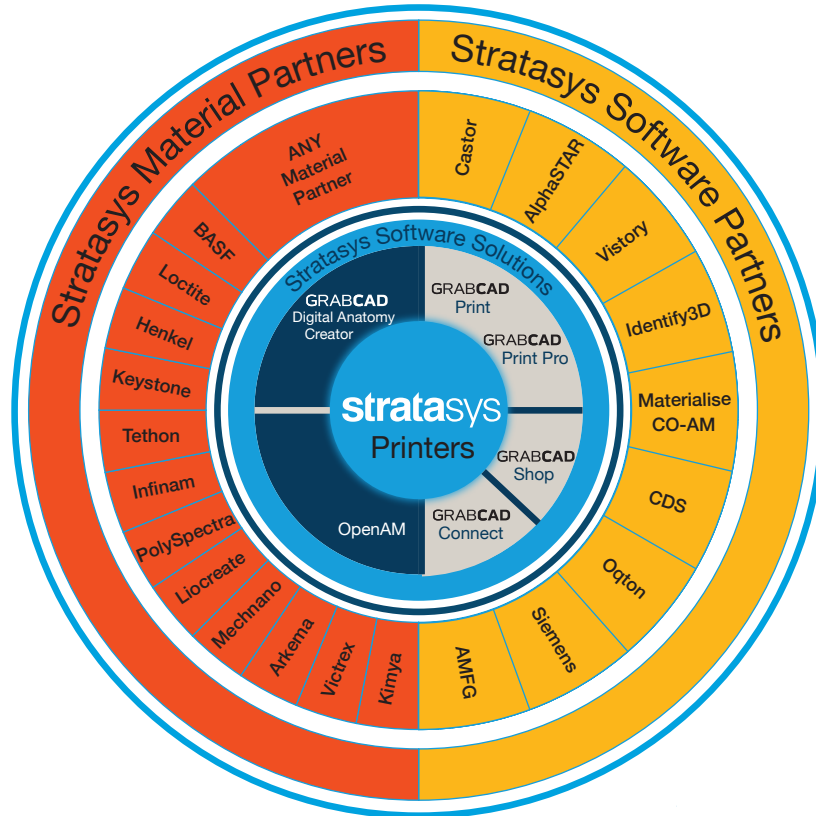 Stratasys Material Partners
Stratasys Software Partners
ANY
Material
Partner
BASF
Loctite
Henkel
Keystone
Tethon
Infinam
PolySpectra
Liocreate
Mechnano
Arkema
Victrex
Kimya
Castor
AlphaSTAR
Vistory
Identify3D
Materialise
CO-AM
CDS
Oqton
Siemens
AMFG
Stratasys Software Solutions
GRABCAD
Digital Anatomy
Creator
GRABCAD
Print
GRABCAD
Print Pro
GRABCAD
Shop
GRABCAD
Connect
OpenAM
stratasys
Printers